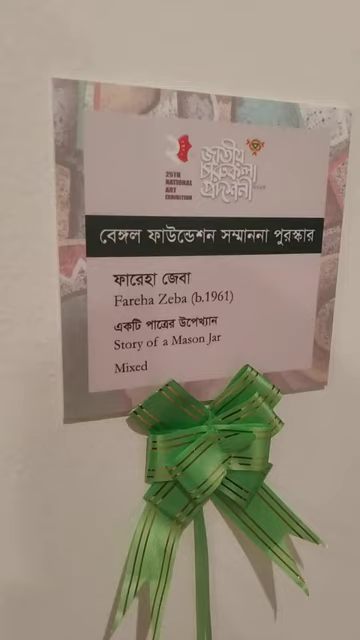 25TH
NATIONAL
ART
EXHIBITION
জাতীয়
চারুকলা
প্রদর্শনী
বেঙ্গল ফাউন্ডেশন সম্মাননা পুরস্কার
ফারেহা জেবা
Fareha Zeba (b.1961)
একটি পাত্রের উপেখ্যান
Story of a Mason Jar
Mixed